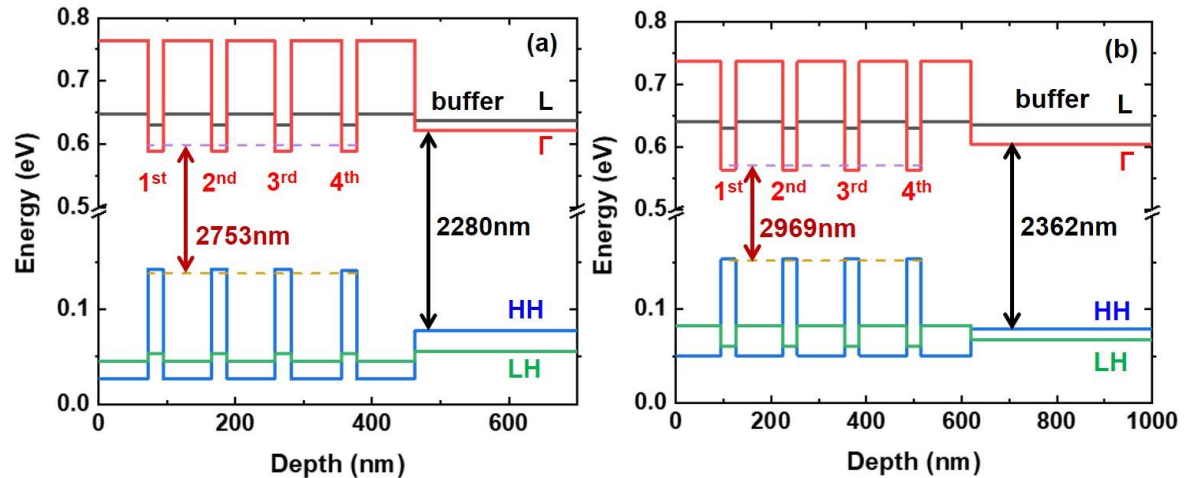 (a)
0.8
0.7
0.6
0.5
0.1
0.0
Energy (eV)
buffer L
Γ
1st 2nd 3rd 4th
2753nm
2280nm
HH
LH
0 200 400 600
Depth (nm)
(b)
0.8
0.7
0.6
0.5
0.1
0.0
Energy (eV)
buffer L
Γ
1st 2nd 3rd 4th
2969nm
2362nm
HH
LH
0 200 400 600 800 1000
Depth (nm)